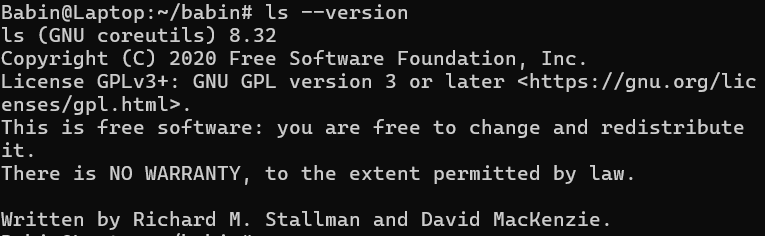 Babin@Laptop:~/babin# ls --version
ls (GNU coreutils) 8.32
Copyright (C) 2020 Free Software Foundation, Inc.
License GPLv3+: GNU GPL version 3 or later <https://gnu.org/lic
enses/gpl.html>.
This is free software: you are free to change and redistribute
it.
There is NO WARRANTY, to the extent permitted by law.
Written by Richard M. Stallman and David MacKenzie.